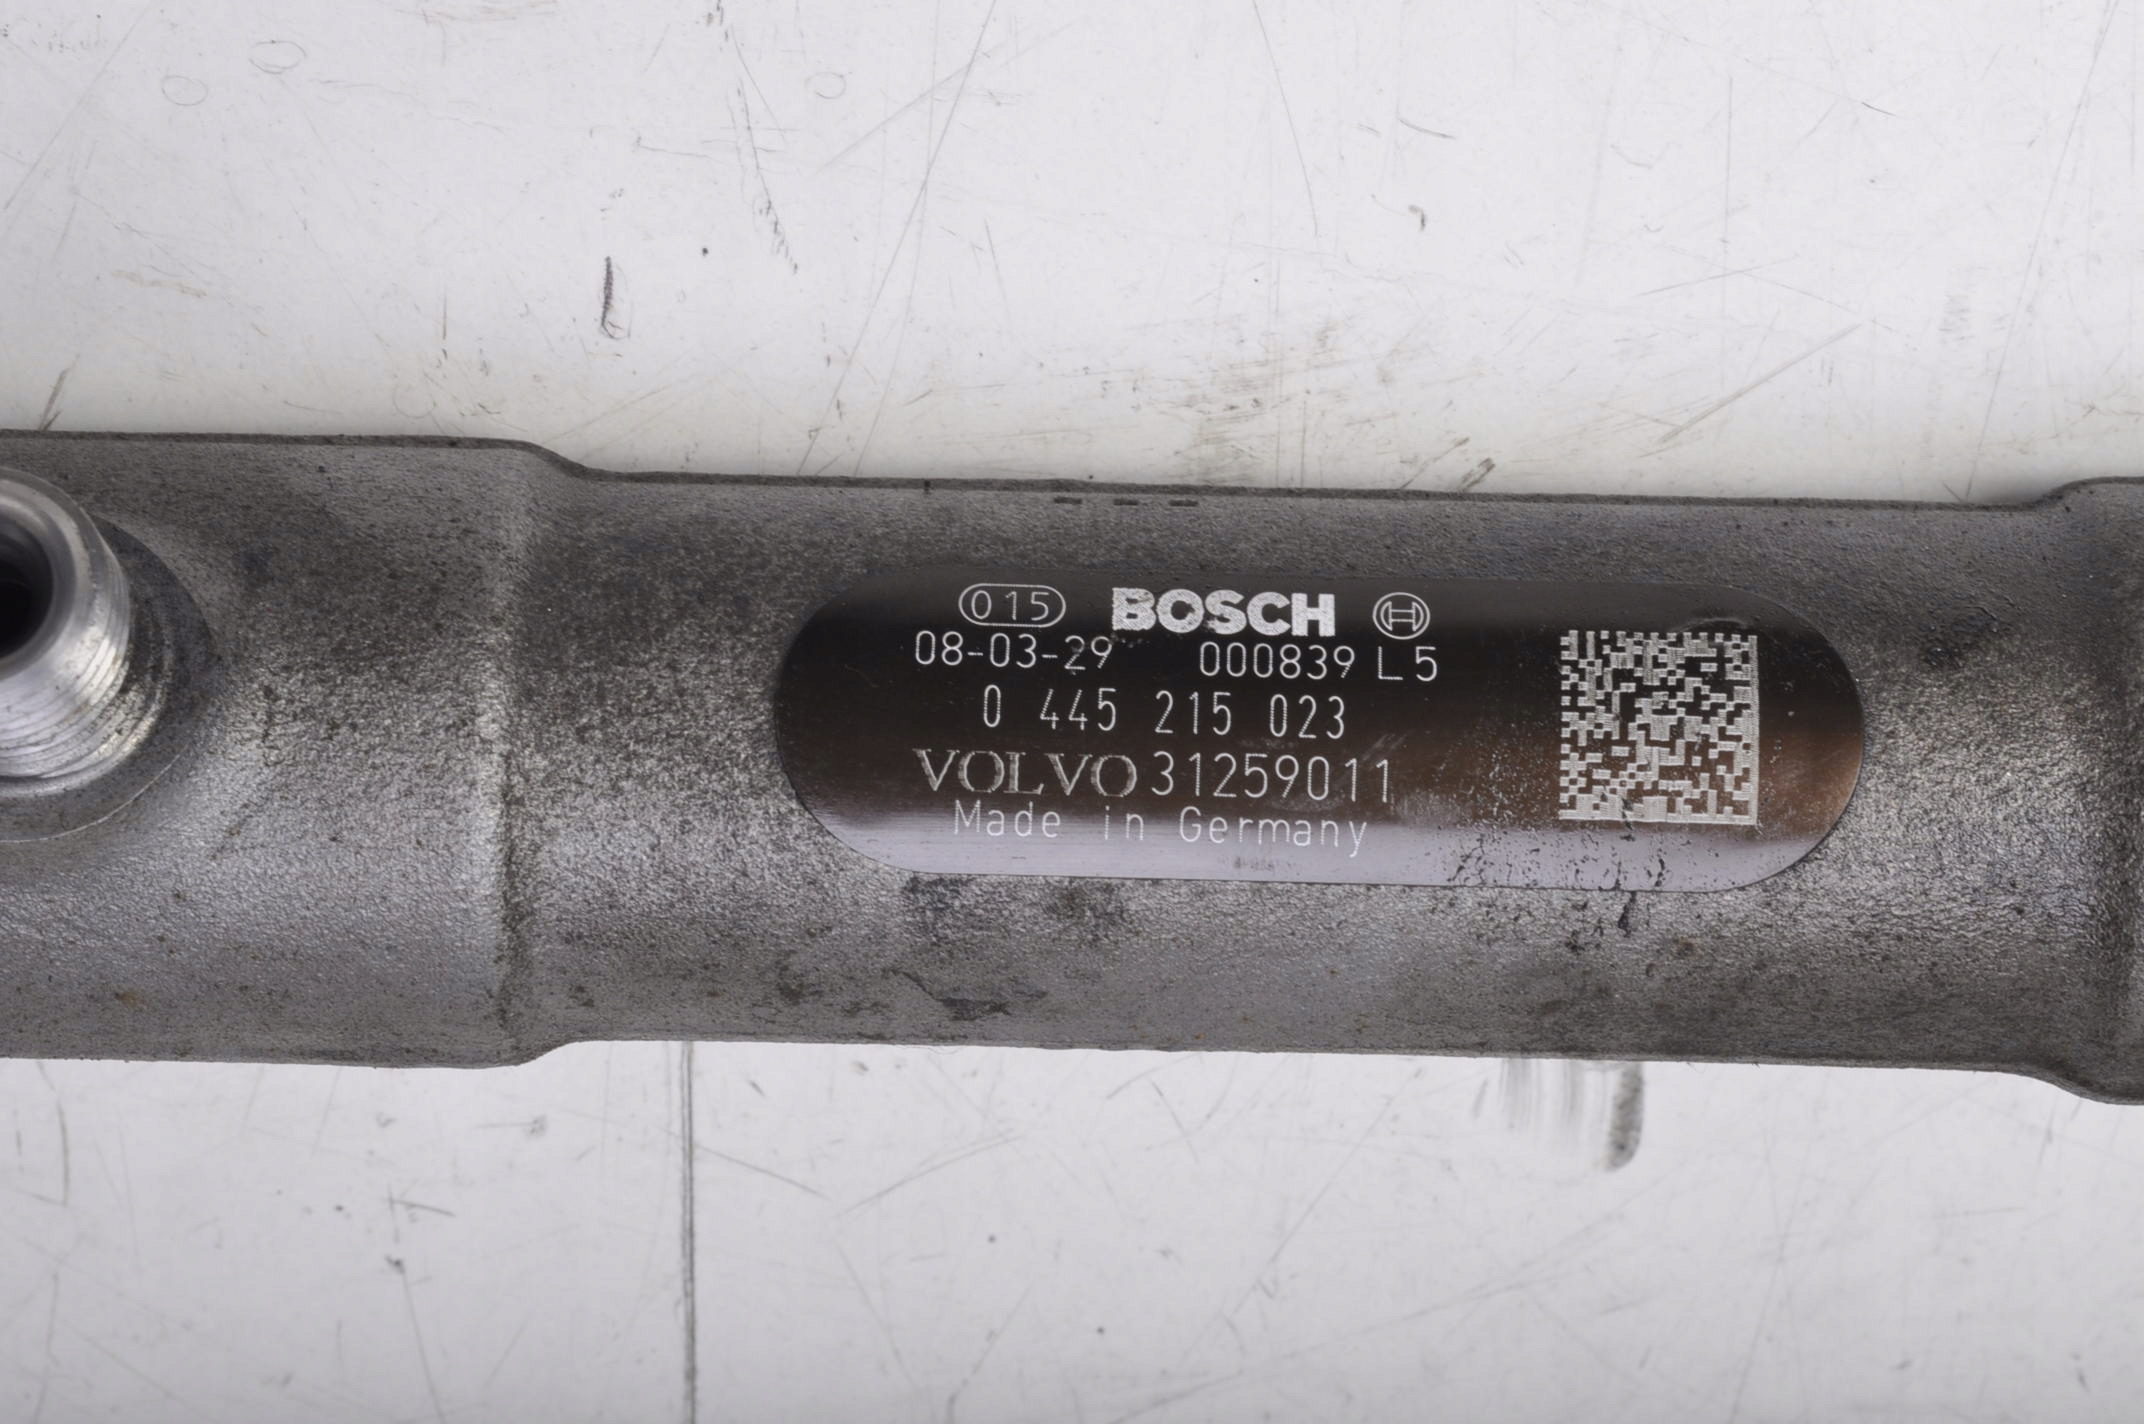 015 BOSCH
08-03-29 000839 L5
0 445 215 023
VOLVO 31259011
Made in Germany